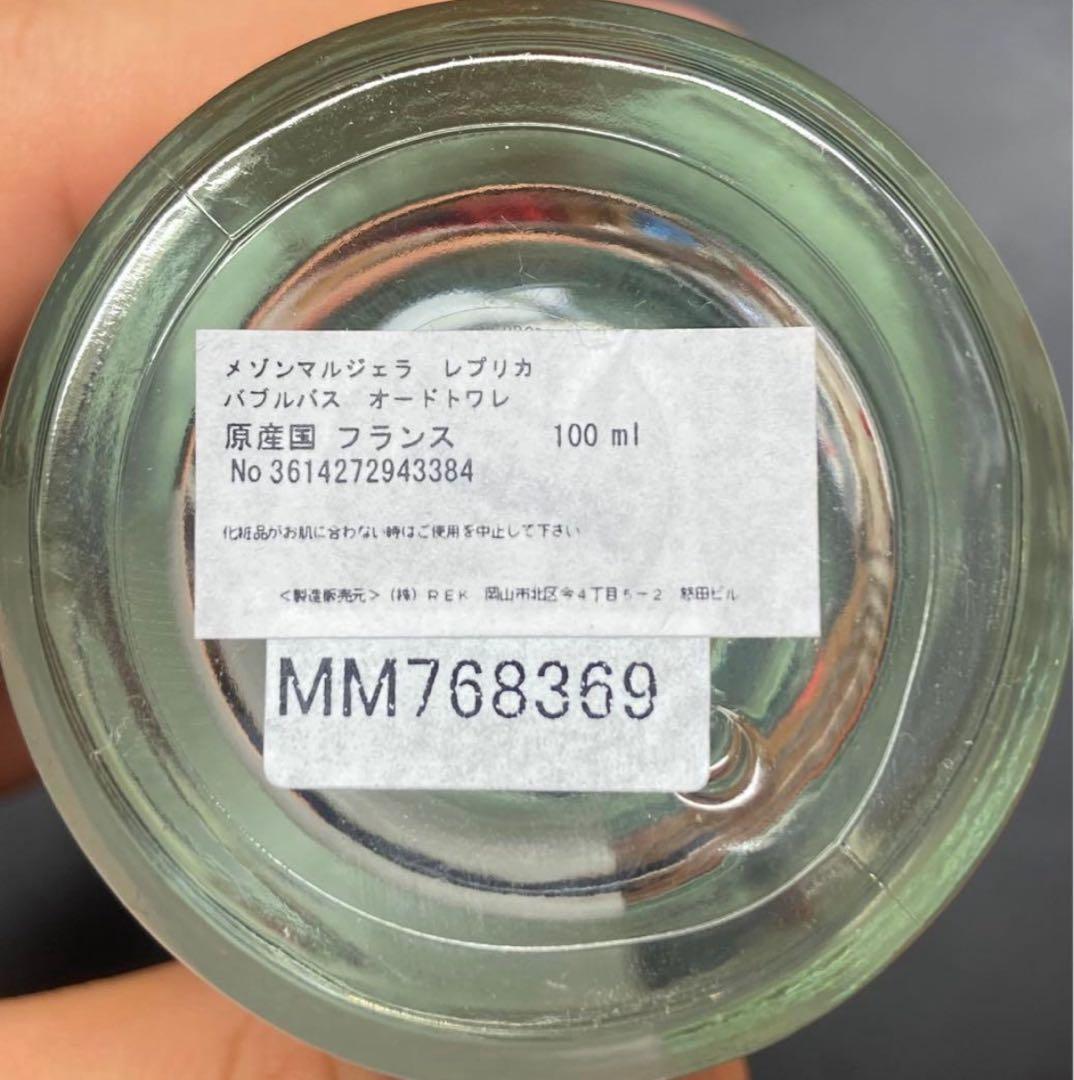 メゾンマルジェラ　レプリカ
バブルバス　オードトワレ
原産国 フランス 100 ml
No 3614272943384
化粧品がお肌に合わない時はご使用を中止して下さい
<製造販売元> (株) ＲＥＫ 岡山市北区今４丁目５－２ ビル
MM768369